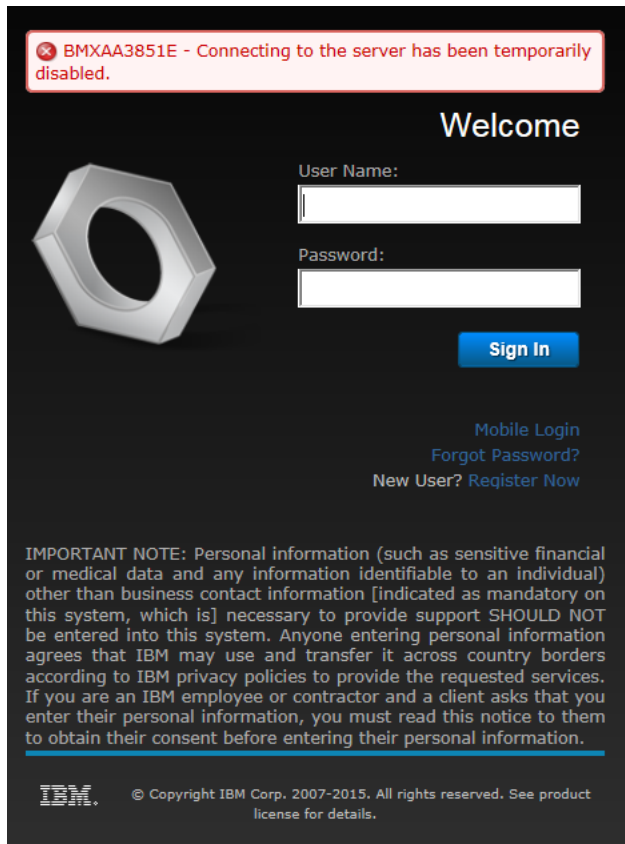 BMXAA3851E - Connecting to the server has been temporarily
disabled.
Welcome
User Name:
Password:
Sign In
Mobile Login
Forgot Password?
New User? Register Now
IMPORTANT NOTE: Personal information (such as sensitive financial
or medical data and any information identifiable to an individual)
other than business contact information [indicated as mandatory on
this system, which is] necessary to provide support SHOULD NOT
be entered into this system. Anyone entering personal information
agrees that IBM may use and transfer it across country borders
according to IBM privacy policies to provide the requested services.
If you are an IBM employee or contractor and a client asks that you
enter their personal information, you must read this notice to them
to obtain their consent before entering their personal information.
IBM. © Copyright IBM Corp. 2007-2015. All rights reserved. See product
license for details.